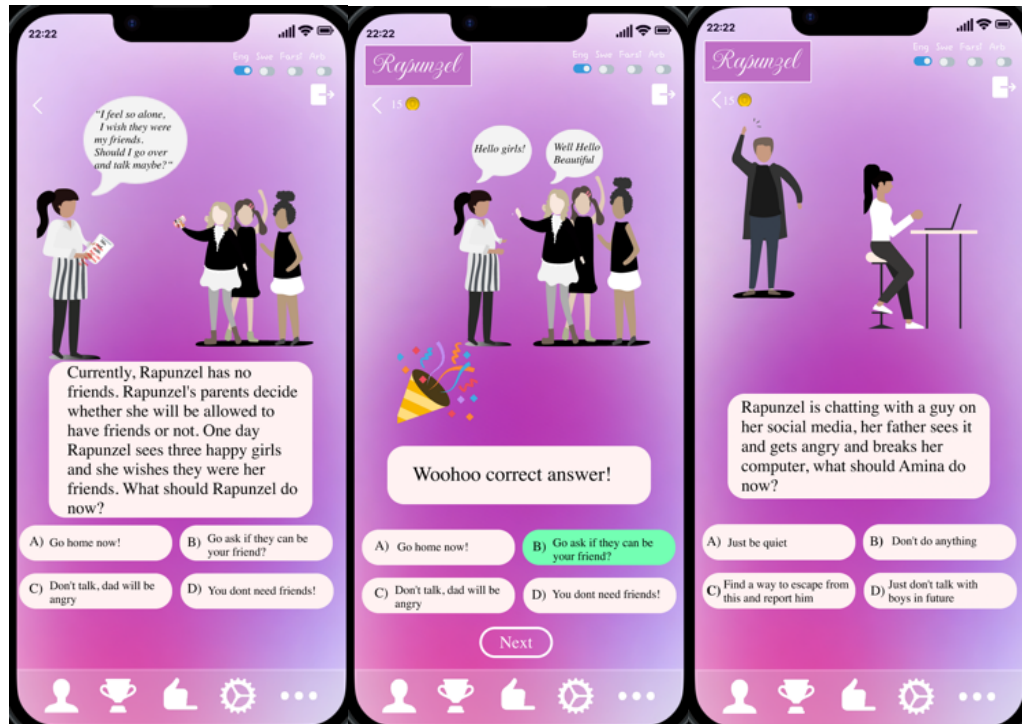 22:22
Eng Swe Farsi Arb
"I feel so alone,
I wish they were
my friends.
Should I go over
and talk maybe?"
Currently, Rapunzel has no
friends. Rapunzel's parents decide
whether she will be allowed to
have friends or not. One day
Rapunzel sees three happy girls
and she wishes they were her
friends. What should Rapunzel do
now?
A) Go home now!
B) Go ask if they can be
your friend?
C) Don't talk, dad will be
angry
D) You dont need friends!
22:22
Rapunzel
Eng Swe Farsi Arb
15
Hello girls!
Well Hello
Beautiful
Woohoo correct answer!
A) Go home now!
B) Go ask if they can be
your friend?
C) Don't talk, dad will be
angry
D) You dont need friends!
Next
22:22
Rapunzel
Eng Swe Farsi Arb
15
Rapunzel is chatting with a guy on
her social media, her father sees it
and gets angry and breaks her
computer, what should Amina do
now?
A) Just be quiet
B) Don't do anything
C) Find a way to escape from
this and report him
D) Just don't talk with
boys in future